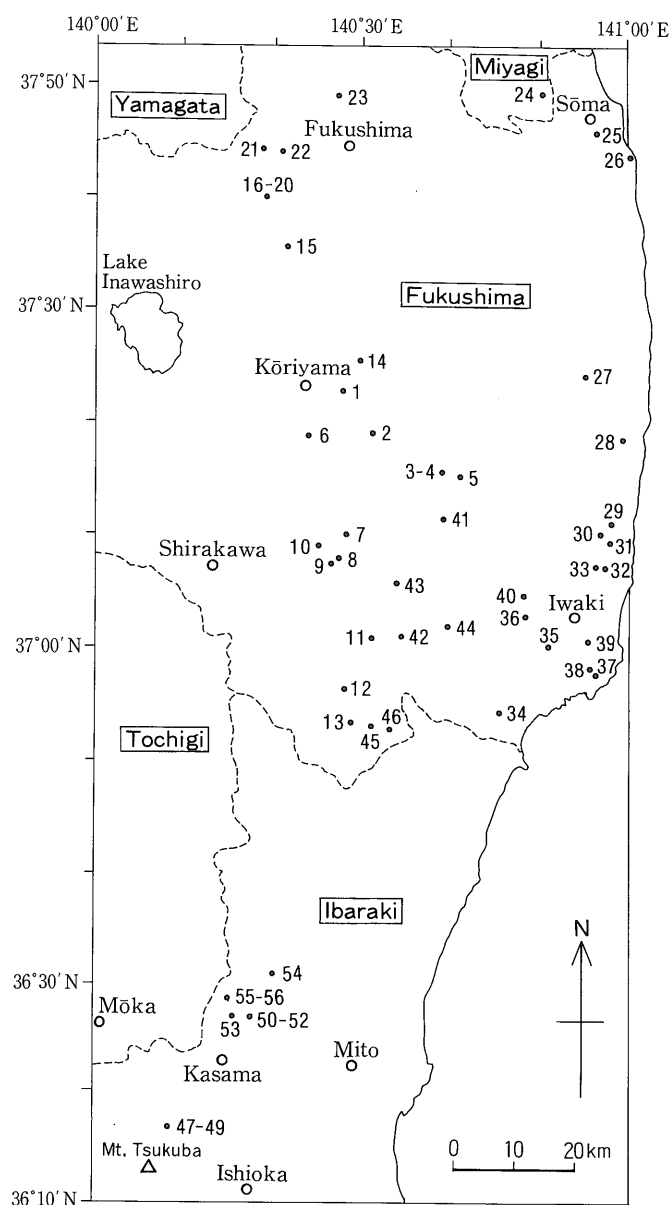 140°00′E
140°30′E
141°00′E
37°50′N
Miyagi
Yamagata
23
24
Sōma
Fukushima
25
21
22
26
16-20
15
Lake
Inawashiro
37°30′N
Fukushima
14
Kōriyama
27
1
6
2
28
3-4
5
41
29
7
30
10
31
Shirakawa
8
9
33
32
43
40
Iwaki
36
44
35
37°00′N
11
42
39
38
37
12
46
34
13
45
Tochigi
Ibaraki
N
36°30′N
54
55-56
Mōka
53
50-52
Mito
Kasama
47-49
Mt. Tsukuba
0 10 20km
Ishioka
36°10′N